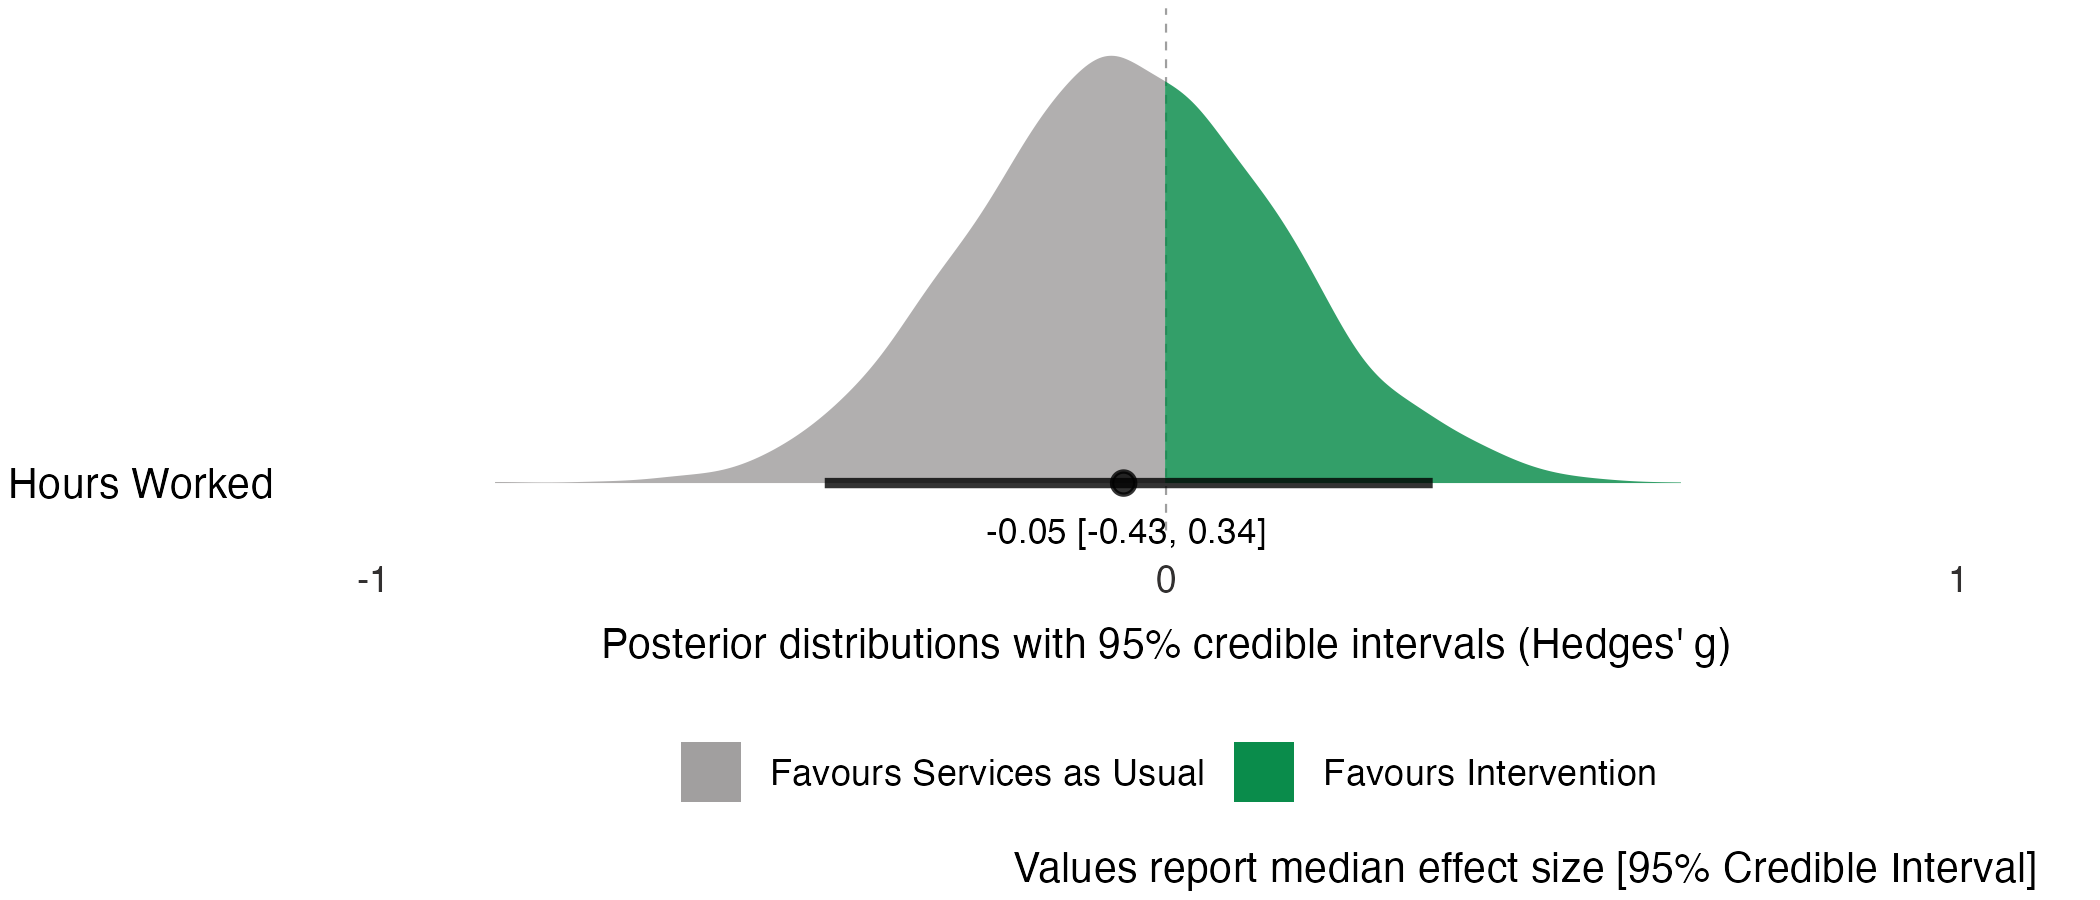 Hours Worked
-0.05 [-0.43, 0.34]
-1 0 1
Posterior distributions with 95% credible intervals (Hedges' g)
Favours Services as Usual Favours Intervention
Values report median effect size [95% Credible Interval]